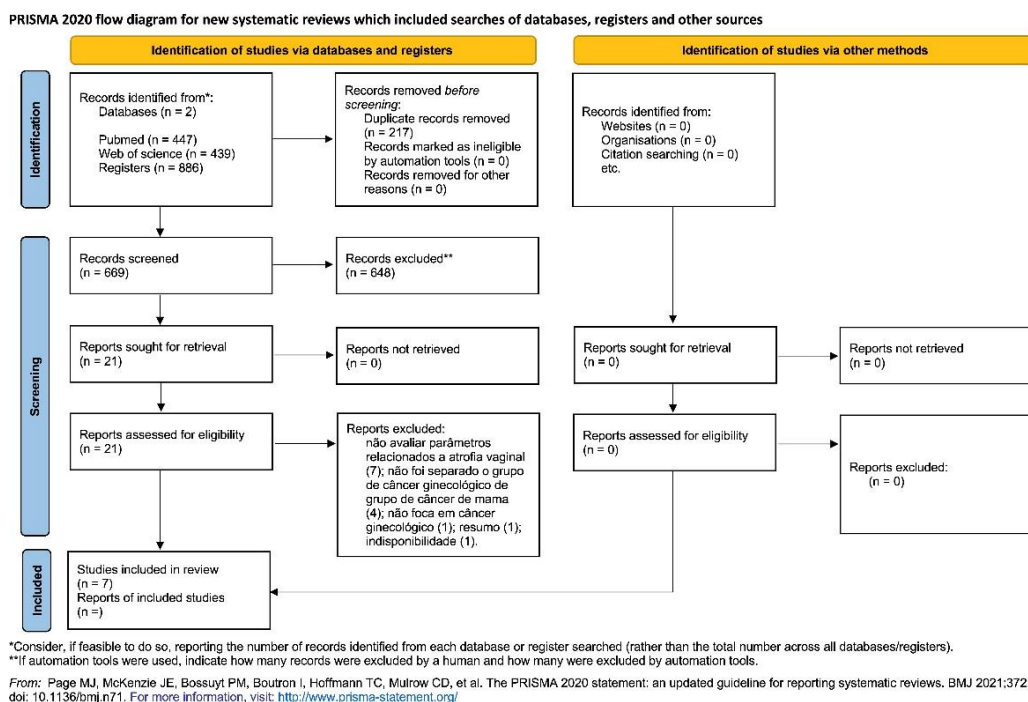 PRISMA 2020 flow diagram for new systematic reviews which included searches of databases, registers and other sources
Identification of studies via databases and registers
Identification of studies via other methods
Identification
Records identified from*:
Databases (n = 2)
Pubmed = 447)
Web of science = 439)
Registers (n = 886)
Records removed before
screening:
Duplicate records removed
(n = 217)
Records marked as ineligible
by automation tools (n = 0)
Records removed for other
reasons (n = 0)
Records identified from:
Websites (n = 0)
Organisations (n = 0)
Citation searching (n = 0)
etc.
Screening
Records screened
(n = 669)
Records excluded**
(n = 648)
Reports sought for retrieval
(n = 21)
Reports not retrieved
(n = 0)
Reports sought for retrieval
(n = 0)
Reports not retrieved
(n = 0)
Reports assessed for eligibility
(n = 21)
Reports excluded:
não avaliar parâmetros
relacionados a atrofia vaginal
(7); não foi separado o grupo
de câncer ginecológico de
grupo de câncer de mama
(4); não foca em câncer
ginecológico (1); resumo (1);
indisponibilidade (1).
Reports assessed for eligibility
(n = 0)
Reports excluded:
(n = 0)
Included
Studies included in review
(n = 7)
Reports of included studies
(n =)
*Consider, if feasible to do so, reporting the number of records identified from each database or register searched (rather than the total number across all databases/registers).
**If automation tools were used, indicate how many records were excluded by a human and how many were excluded by automation tools.
From: Page MJ, McKenzie JE, Bossuyt PM, Boutron I, Hoffmann TC, Mulrow CD, et al. The PRISMA 2020 statement: an updated guideline for reporting systematic reviews. BMJ 2021;372
doi: 10.1136/bmj.n71. For more information, visit: http://www.prisma-statement.org/